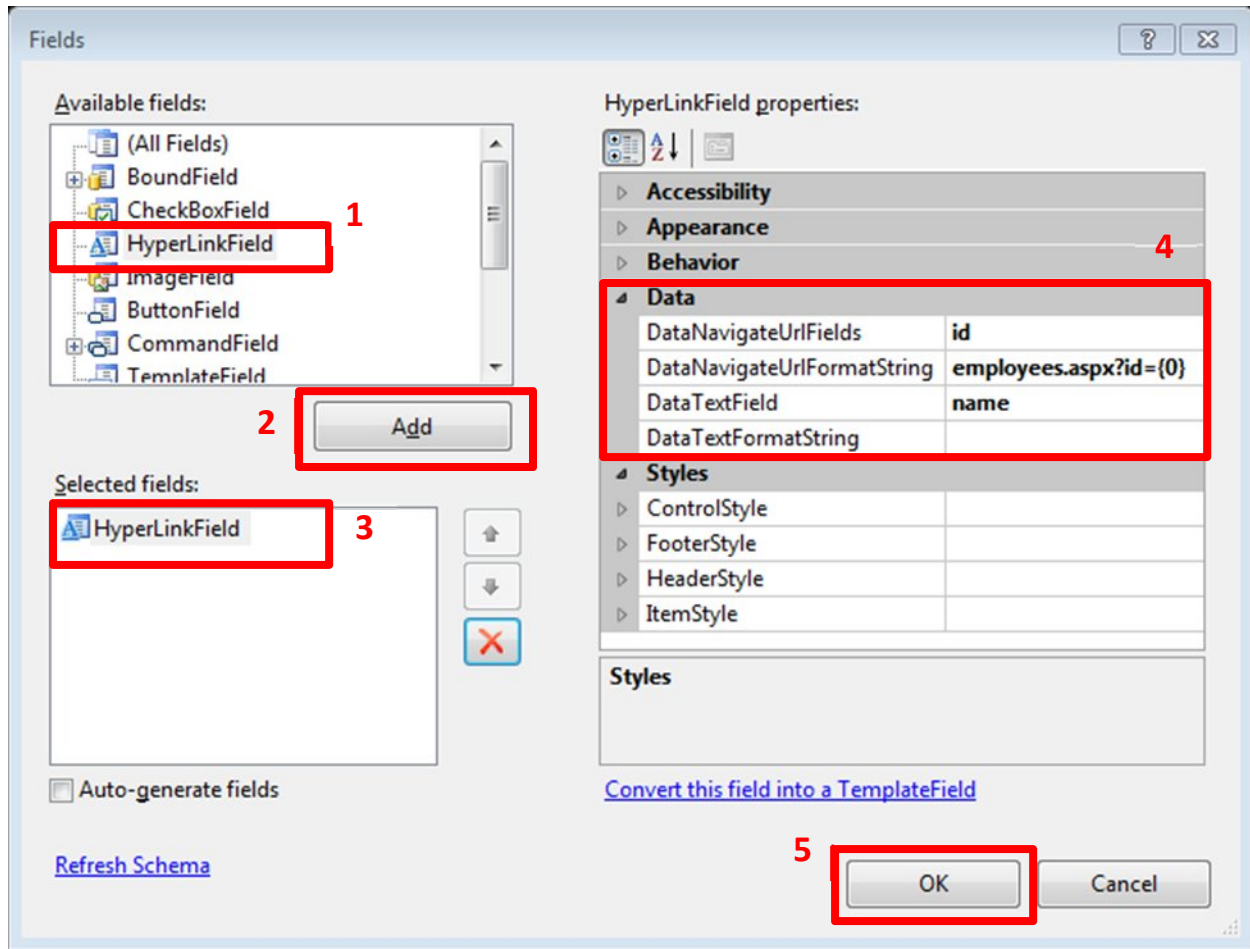 Fields
Available fields:
(All Fields)
BoundField
CheckBoxField
1
HyperLinkField
ImageField
ButtonField
CommandField
TemplateField
2
Add
Selected fields:
HyperLinkField
3
Auto-generate fields
Refresh Schema
HyperLinkField properties:
Accessibility
Appearance
4
Behavior
Data
DataNavigateUrlFields id
DataNavigateUrlFormatString employees.aspx?id={0}
DataTextField name
DataTextFormatString
Styles
ControlStyle
FooterStyle
HeaderStyle
ItemStyle
Styles
Convert this field into a TemplateField
5
OK
Cancel